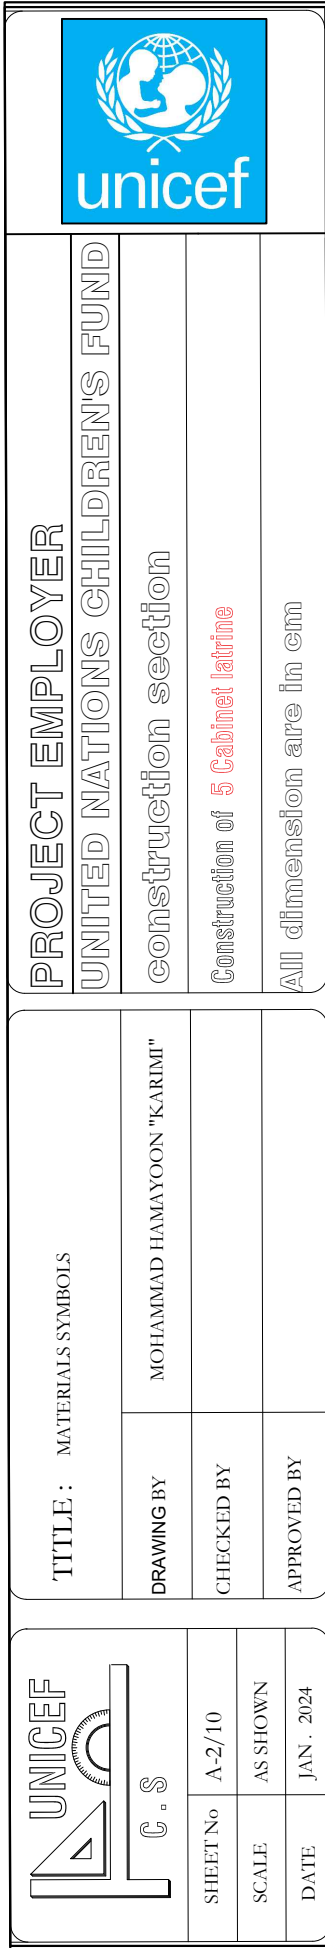 unicef
PROJECT EMPLOYER
UNITED NATIONS CHILDREN'S FUND
construction section
Construction of 5 Cabinet latrine
All dimension are in cm
TITLE : MATERIALS SYMBOLS
DRAWING BY MOHAMMAD HAMAYOON "KARIMI"
CHECKED BY
APPROVED BY
UNICEF
C . S
SHEET No A-2/10
SCALE AS SHOWN
DATE JAN . 2024